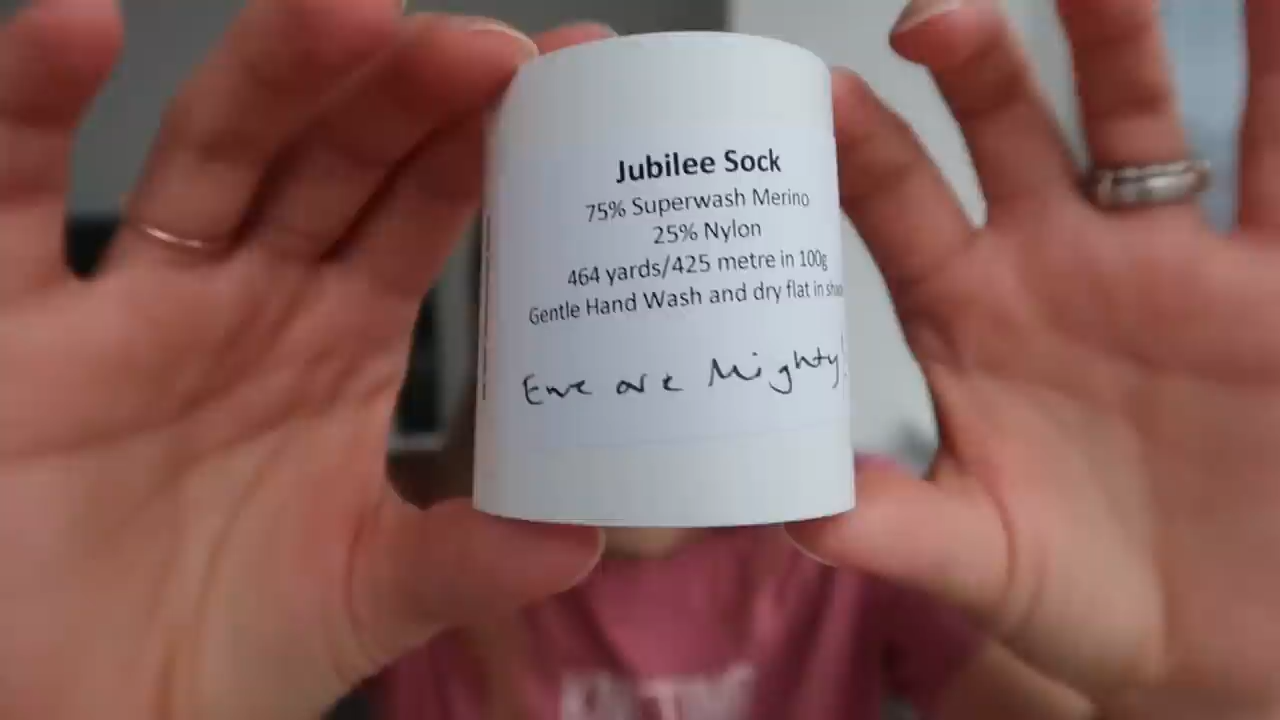 Jubilee Sock
75% Superwash Merino
25% Nylon
464 yards/425 metre in 100g
Gentle Hand Wash and dry flat in
Ewe are Mighty!